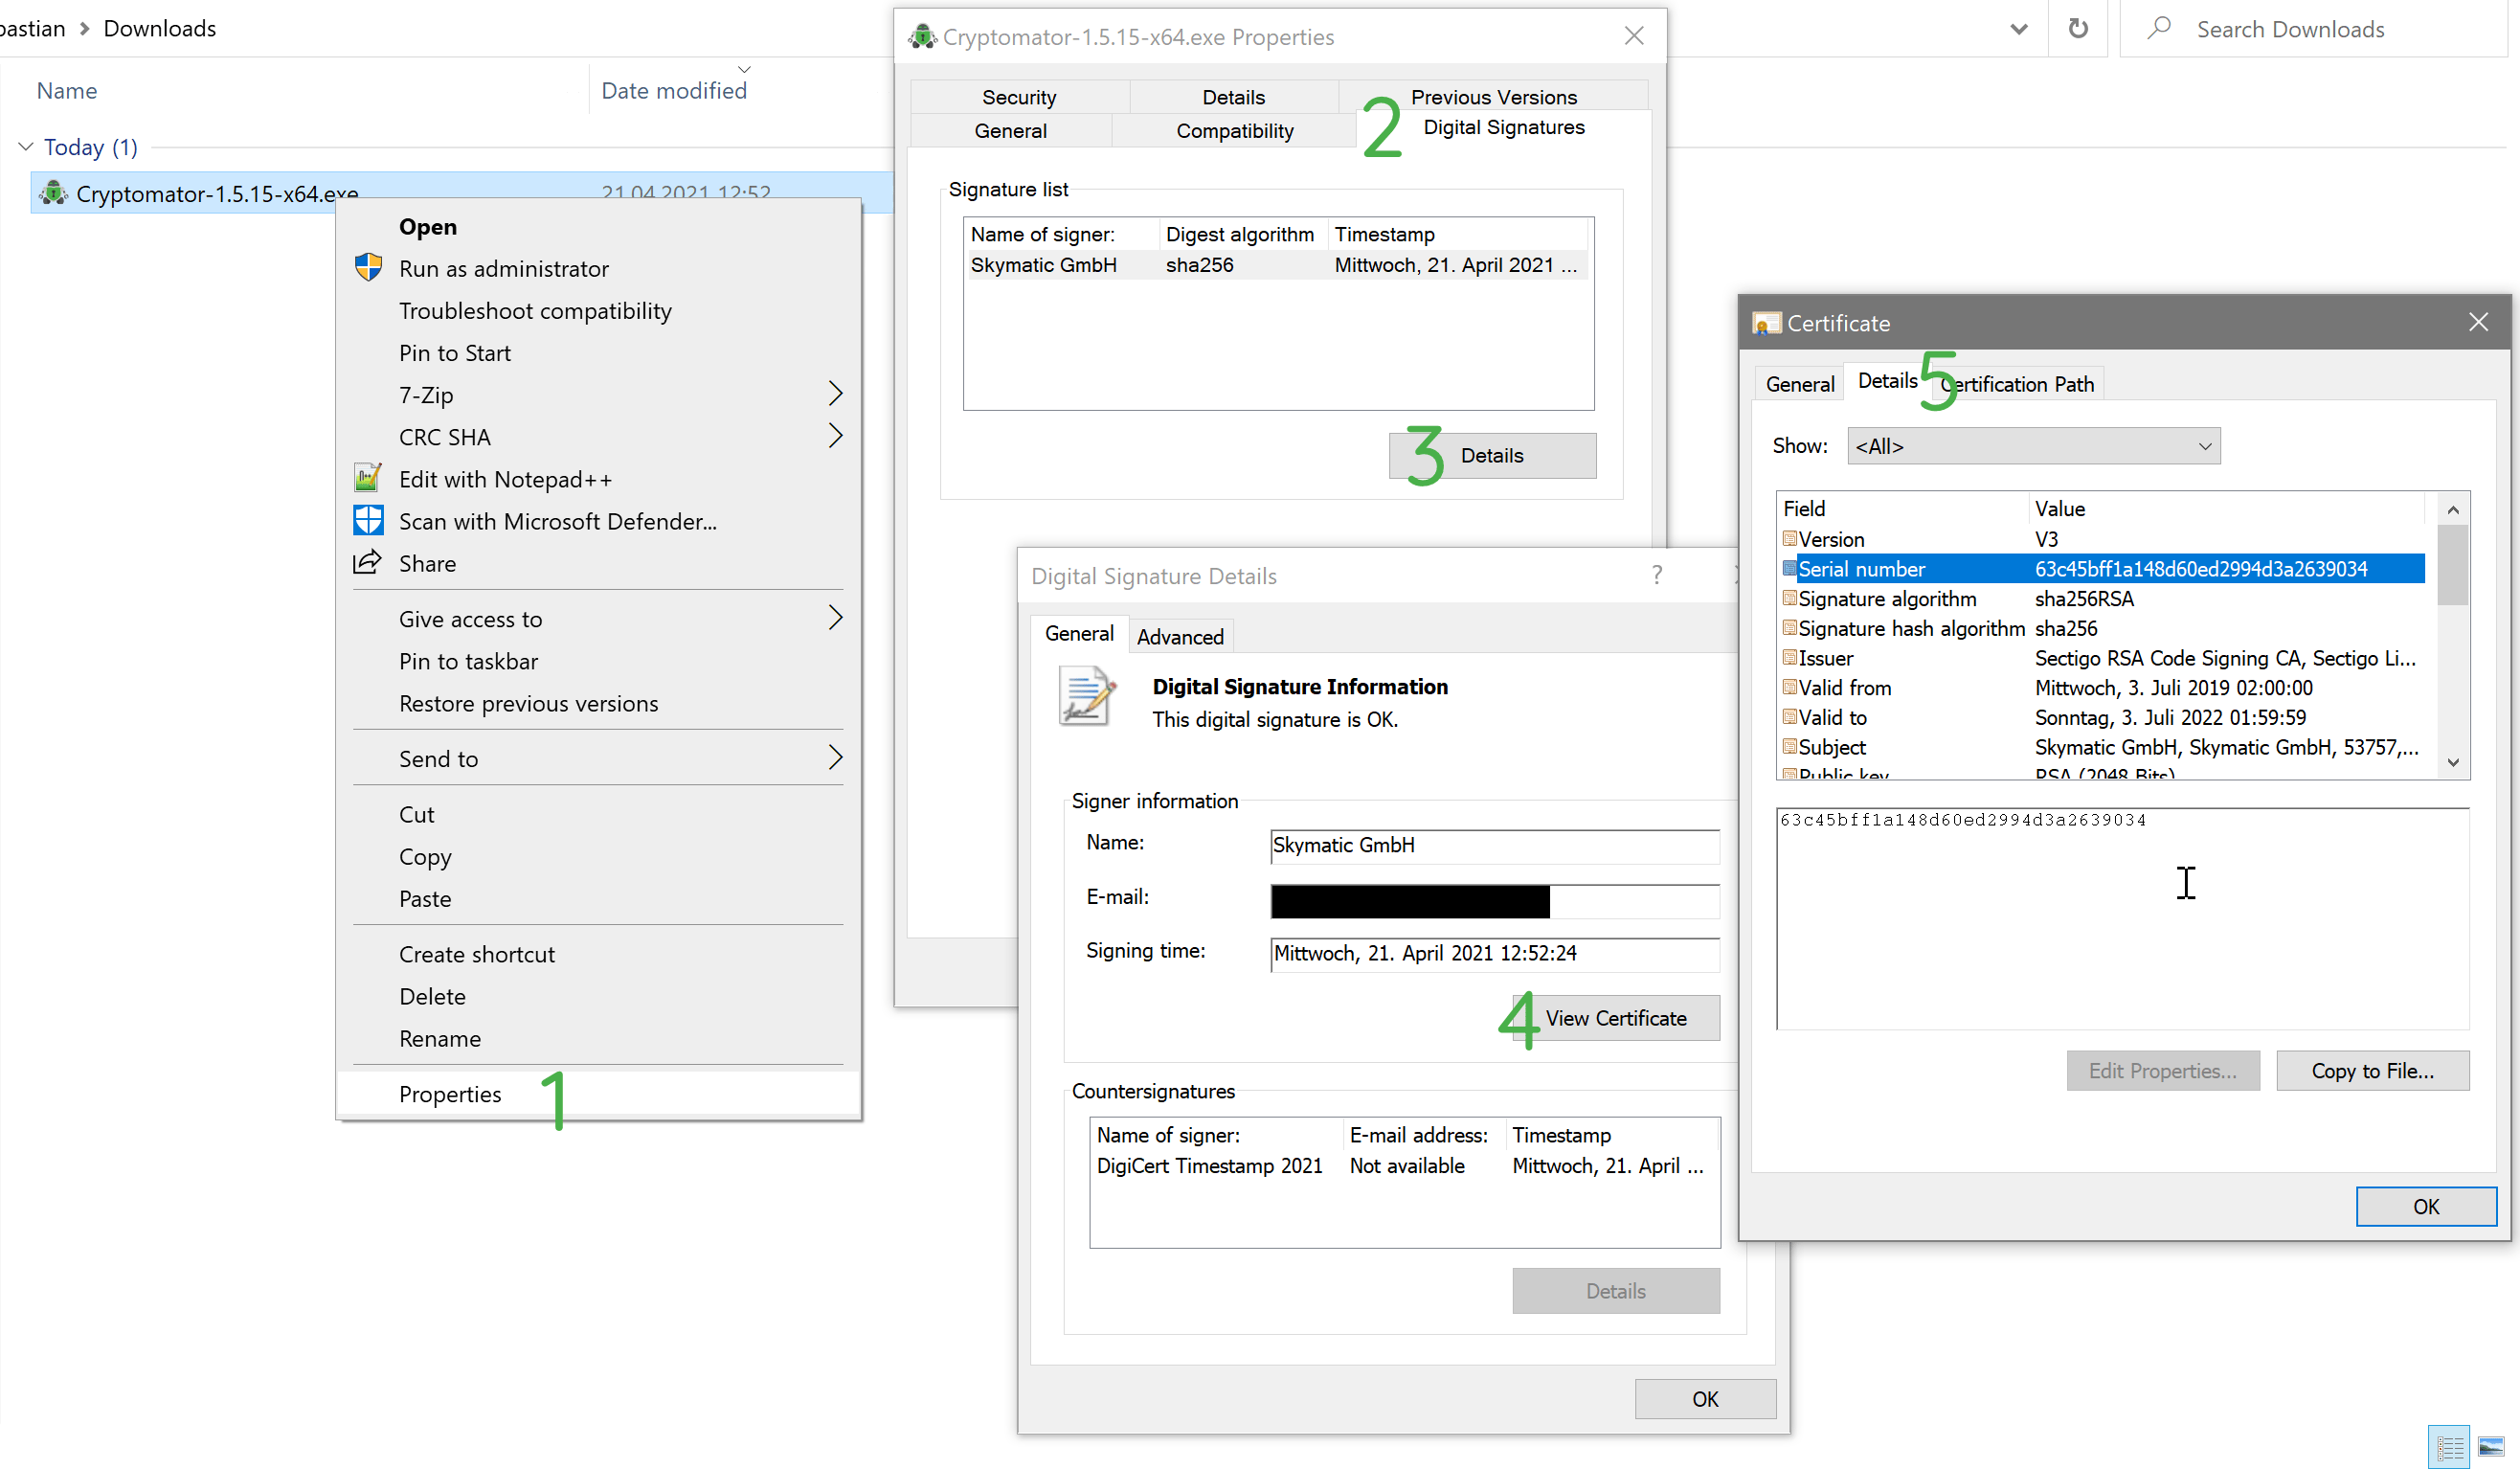 bastian > Downloads
Search Downloads
Name
Date modified
Today (1)
Cryptomator-1.5.15-x64.exe
21.04.2021 12:52
Open
Run as administrator
Troubleshoot compatibility
Pin to Start
7-Zip
CRC SHA
Edit with Notepad++
Scan with Microsoft Defender...
Share
Give access to
Pin to taskbar
Restore previous versions
Send to
Cut
Copy
Paste
Create shortcut
Delete
Rename
Properties 1
Cryptomator-1.5.15-x64.exe Properties
Security Details Previous Versions
General Compatibility 2 Digital Signatures
Signature list
Name of signer: Digest algorithm Timestamp
Skymatic GmbH sha256 Mittwoch, 21. April 2021 ...
3 Details
Digital Signature Details ?
General Advanced
Digital Signature Information
This digital signature is OK.
Signer information
Name: Skymatic GmbH
E-mail:
Signing time: Mittwoch, 21. April 2021 12:52:24
4 View Certificate
Countersignatures
Name of signer: E-mail address: Timestamp
DigiCert Timestamp 2021 Not available Mittwoch, 21. April ...
Details
OK
Certificate
General Details 5 Certification Path
Show: <All>
Field Value
Version V3
Serial number 63c45bff1a148d60ed2994d3a2639034
Signature algorithm sha256RSA
Signature hash algorithm sha256
Issuer Sectigo RSA Code Signing CA, Sectigo Li...
Valid from Mittwoch, 3. Juli 2019 02:00:00
Valid to Sonntag, 3. Juli 2022 01:59:59
Subject Skymatic GmbH, Skymatic GmbH, 53757,...
Public key RSA (2048 Bits)
63c45bff1a148d60ed2994d3a2639034
Edit Properties... Copy to File...
OK